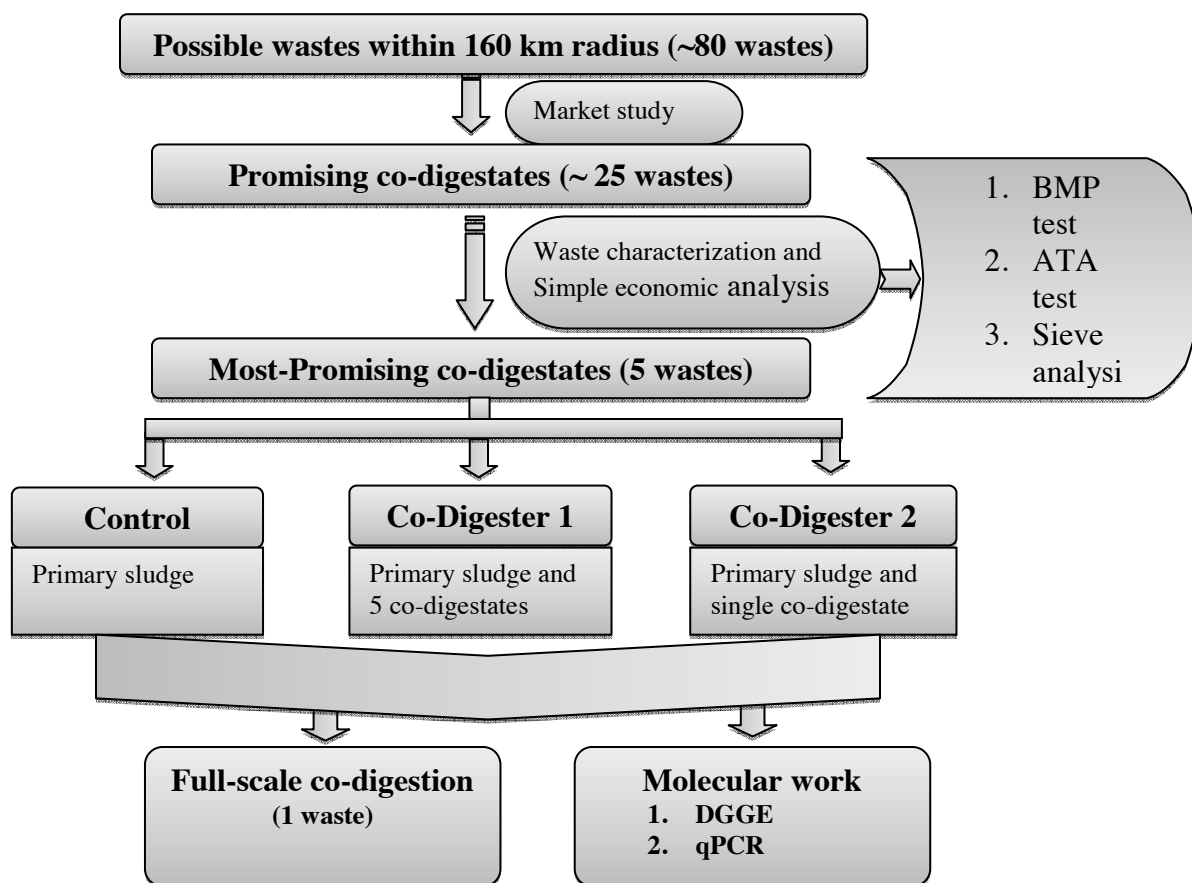 Possible wastes within 160 km radius (~80 wastes)
Market study
Promising co-digestates (~ 25 wastes)
Waste characterization and
Simple economic analysis
1. BMP
test
2. ATA
test
3. Sieve
analysi
Most-Promising co-digestates (5 wastes)
Control
Primary sludge
Co-Digester 1
Primary sludge and
5 co-digestates
Co-Digester 2
Primary sludge and
single co-digestate
Full-scale co-digestion
(1 waste)
Molecular work
1. DGGE
2. qPCR